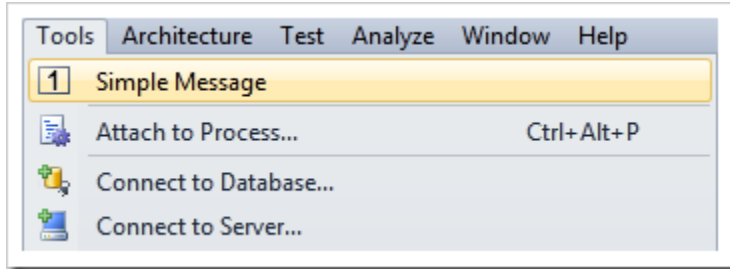 Tools Architecture Test Analyze Window Help
1 Simple Message
Attach to Process... Ctrl+Alt+P
Connect to Database...
Connect to Server...